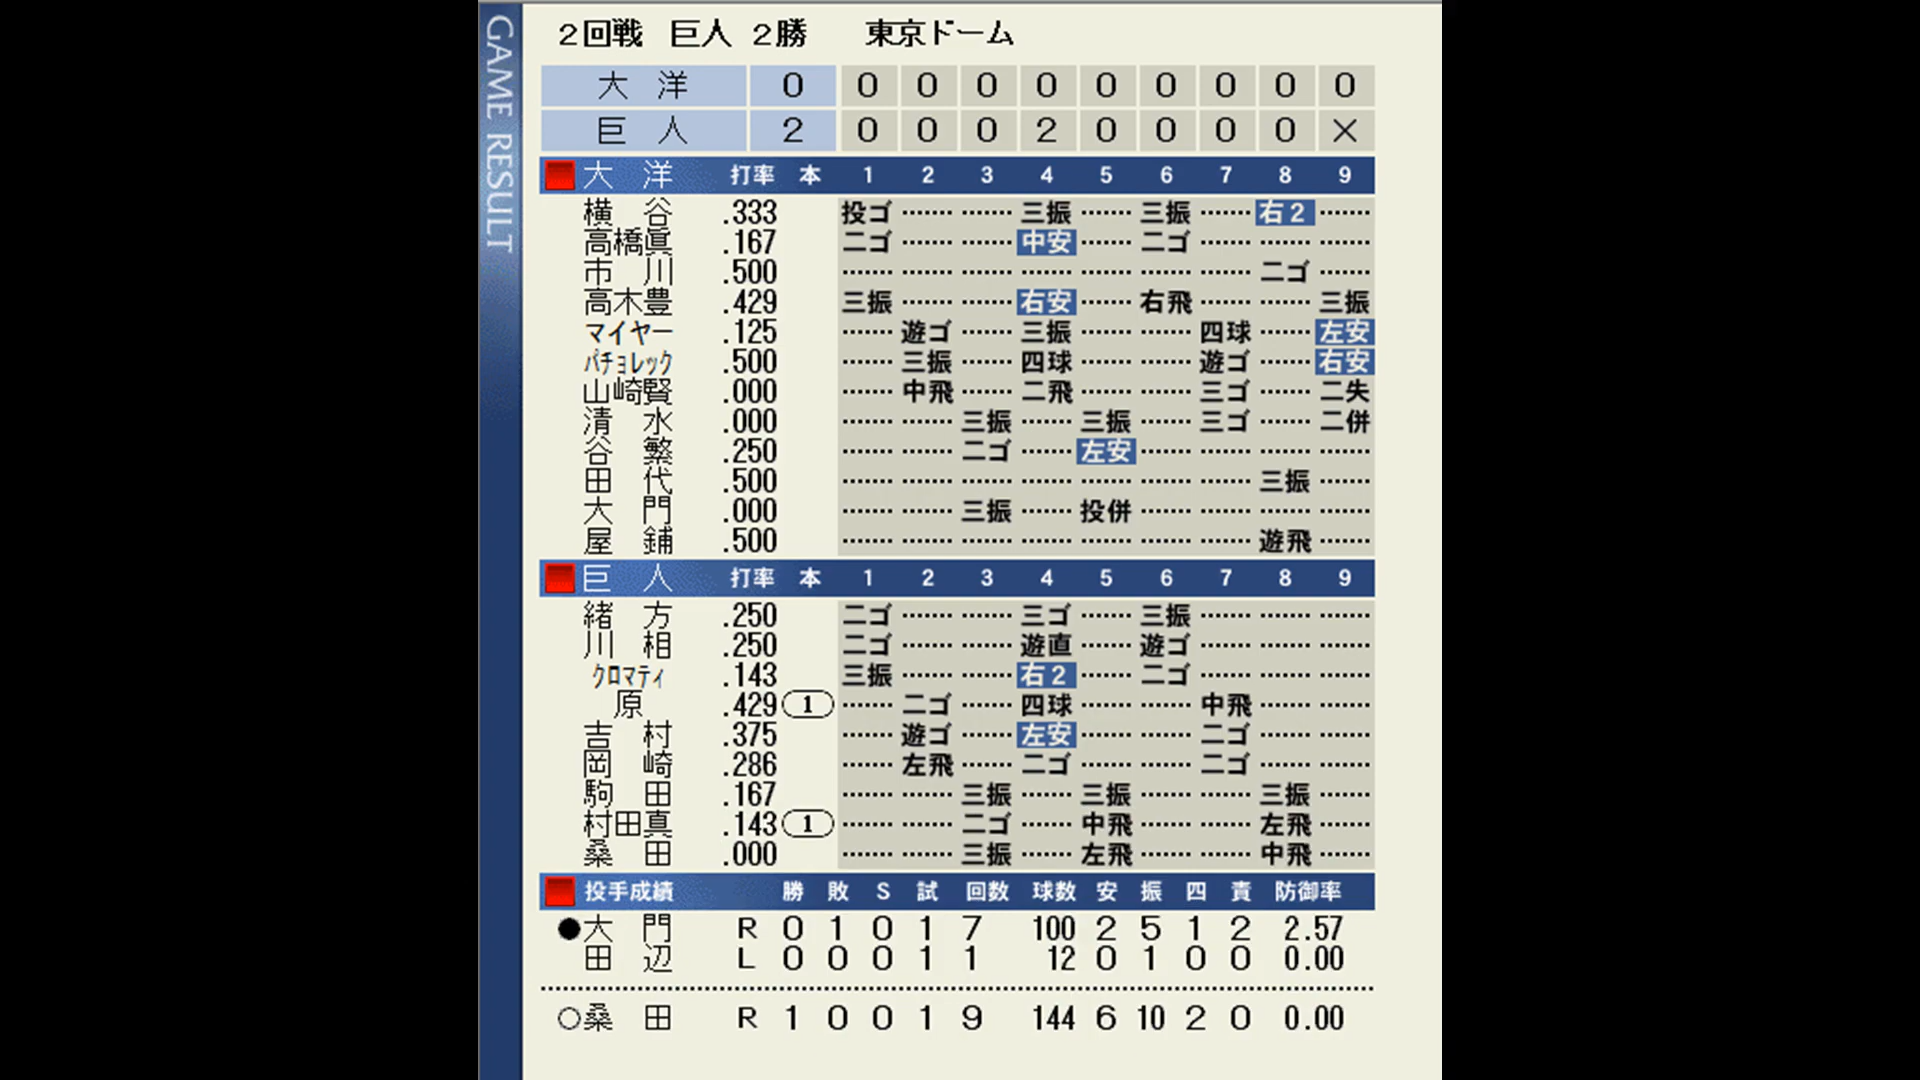 GAME RESULT
２回戦 巨人 ２勝 東京ドーム
大洋 0 0 0 0 0 0 0 0 0 0
巨人 2 0 0 0 2 0 0 0 0 ×
大洋 打率 本 1 2 3 4 5 6 7 8 9
横谷 .333 投ゴ …… …… 三振 …… 三振 …… 右２ ……
高橋眞 .167 二ゴ …… …… 中安 …… 二ゴ …… …… ……
市川 .500 …… …… …… …… …… …… …… 二ゴ ……
高木豊 .429 三振 …… …… 右安 …… 右飛 …… …… 三振
マイヤー .125 …… 遊ゴ …… 三振 …… …… 四球 …… 左安
パチョレック .500 …… 三振 …… 四球 …… …… 遊ゴ …… 右安
山崎賢 .000 …… 中飛 …… 二飛 …… …… 三ゴ …… 二失
清水 .000 …… …… 三振 …… 三振 …… 三ゴ …… 二併
谷繁 .250 …… …… 二ゴ …… 左安 …… …… …… ……
田代 .500 …… …… …… …… …… …… …… 三振 ……
大門 .000 …… …… 三振 …… 投併 …… …… …… ……
屋鋪 .500 …… …… …… …… …… …… …… 遊飛 ……
巨人 打率 本 1 2 3 4 5 6 7 8 9
緒方 .250 二ゴ …… …… 三ゴ …… 三振 …… …… ……
川相 .250 二ゴ …… …… 遊直 …… 遊ゴ …… …… ……
クロマティ .143 三振 …… …… 右２ …… 二ゴ …… …… ……
原 .429 1 …… 二ゴ …… 四球 …… …… 中飛 …… ……
吉村 .375 …… 遊ゴ …… 左安 …… …… 二ゴ …… ……
岡崎 .286 …… 左飛 …… 二ゴ …… …… 二ゴ …… ……
駒田 .167 …… …… 三振 …… 三振 …… …… 三振 ……
村田真 .143 1 …… …… 二ゴ …… 中飛 …… …… 左飛 ……
桑田 .000 …… …… 三振 …… 左飛 …… …… 中飛 ……
投手成績 勝 敗 S 試 回数 球数 安 振 四 責 防御率
●大門 R 0 1 0 1 7 100 2 5 1 2 2.57
田辺 L 0 0 0 1 1 12 0 1 0 0 0.00
○桑田 R 1 0 0 1 9 144 6 10 2 0 0.00